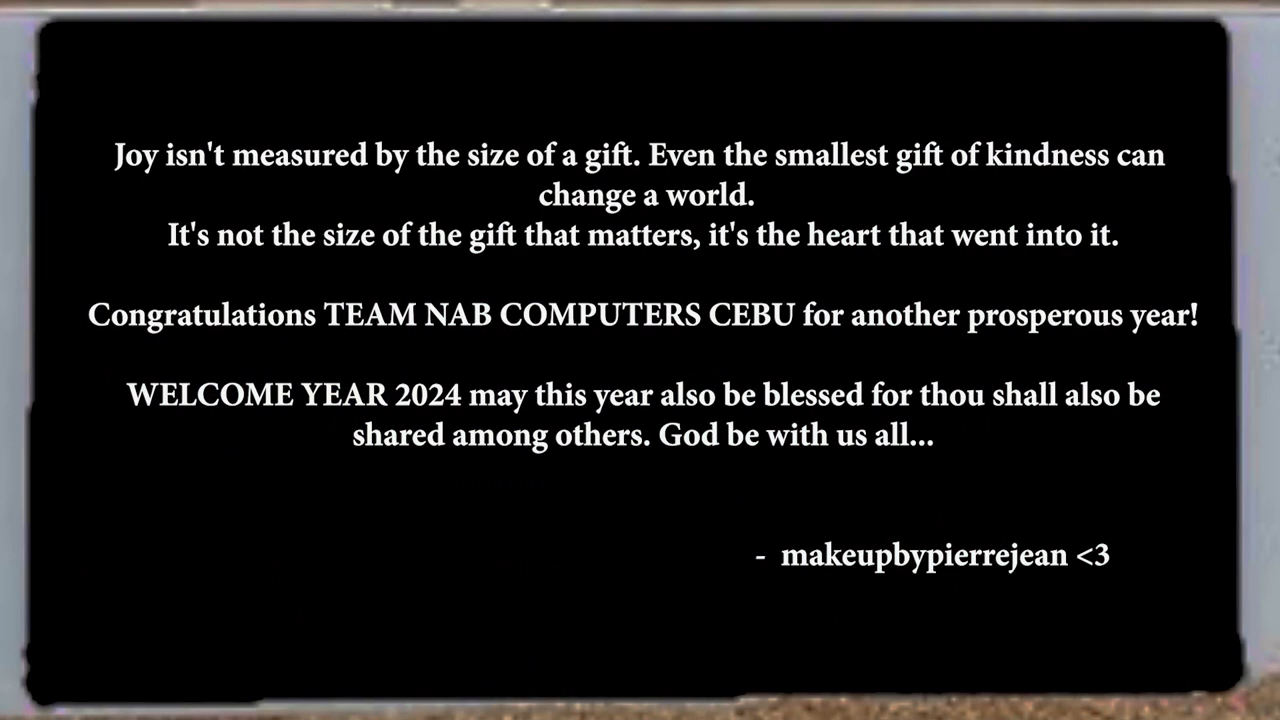 Joy isn't measured by the size of a gift. Even the smallest gift of kindness can
change a world.
It's not the size of the gift that matters, it's the heart that went into it.
Congratulations TEAM NAB COMPUTERS CEBU for another prosperous year!
WELCOME YEAR 2024 may this year also be blessed for thou shall also be
shared among others. God be with us all...
- makeupbypierrejean <3